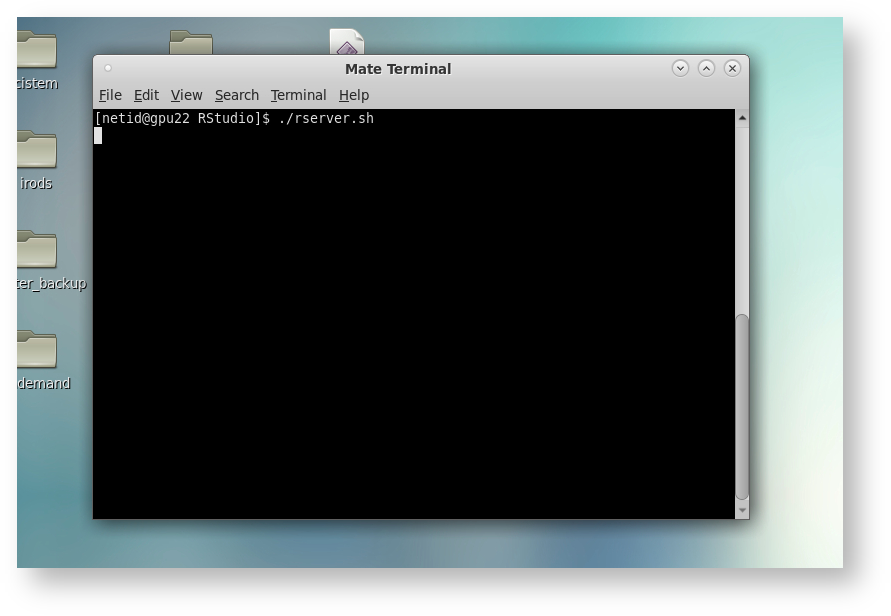 Mate Terminal
File Edit View Search Terminal Help
[netid@gpu22 RStudio]$ ./rserver.sh
cistem
irods
ter_backup
demand